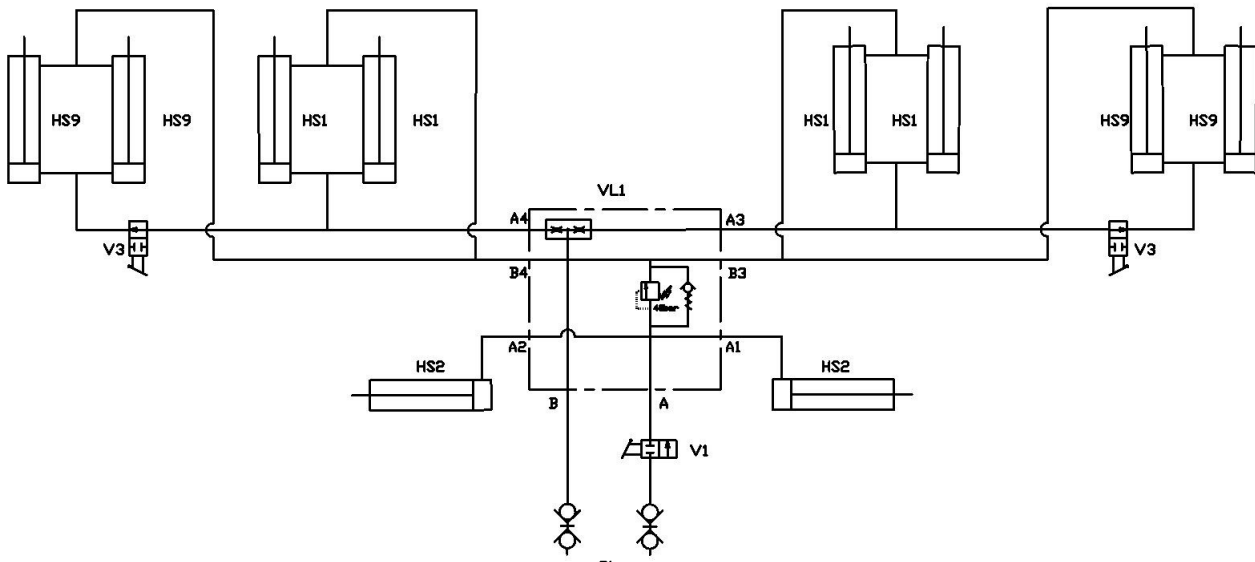 HS9 HS9 HS1 HS1 HS1 HS1 HS9 HS9
VL1
A4 A3
V3 V3
B4 B3
A2 A1
HS2 HS2
B A
V1